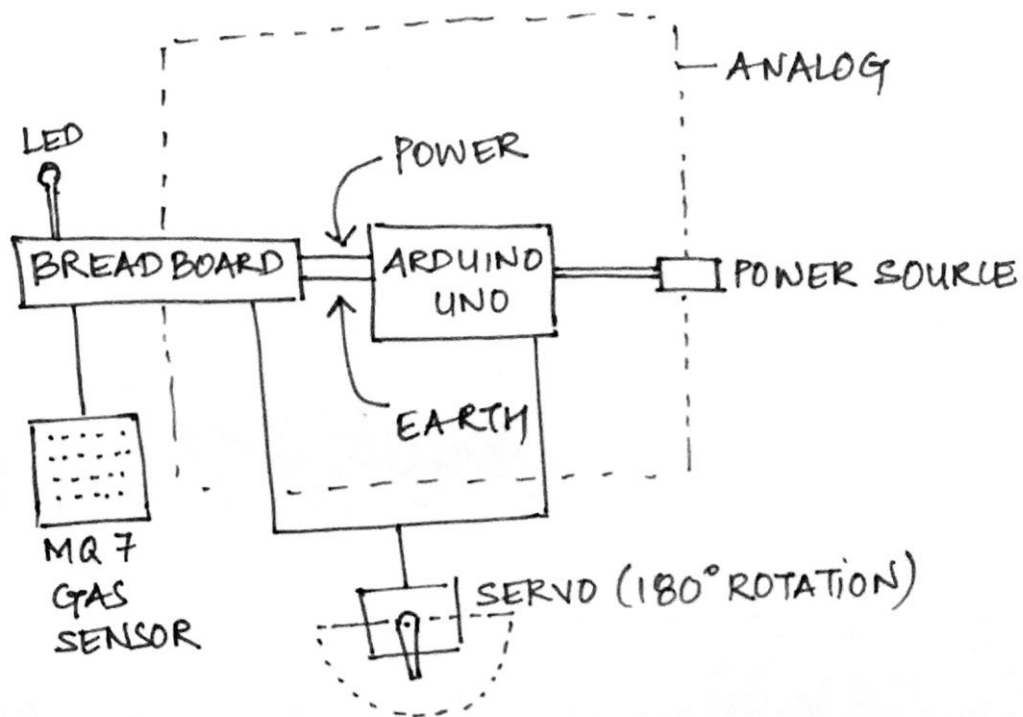 ANALOG
LED
POWER
BREADBOARD
ARDUINO
UNO
POWER SOURCE
EARTH
MQ 7
GAS
SENSOR
SERVO (180° ROTATION)